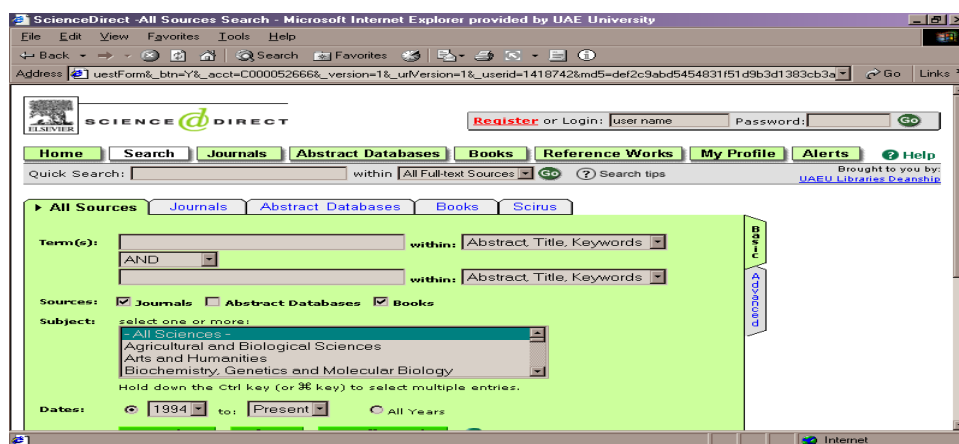 ScienceDirect -All Sources Search - Microsoft Internet Explorer provided by UAE University
File Edit View Favorites Tools Help
Back Search Favorites
Address uestForm&_btn=Y&_acct=C000052666&_version=1&_urlVersion=1&_userid=1418742&md5=def2c9abd5454831f51d9b3d1383cb3a Go Links
ELSEVIER SCIENCE @ DIRECT Register or Login: user name Password: Go
Home Search Journals Abstract Databases Books Reference Works My Profile Alerts ? Help
Quick Search: within All Full-text Sources Go ? Search tips Brought to you by:
UAEU Libraries Deanship
All Sources Journals Abstract Databases Books Scirus
Basic
Term(s): within: Abstract, Title, Keywords
AND
within: Abstract, Title, Keywords
Advanced
Sources: Journals Abstract Databases Books
Subject: select one or more:
- All Sciences -
Agricultural and Biological Sciences
Arts and Humanities
Biochemistry, Genetics and Molecular Biology
Hold down the Ctrl key (or ⌘ key) to select multiple entries.
Dates: 1994 to: Present All Years
Internet